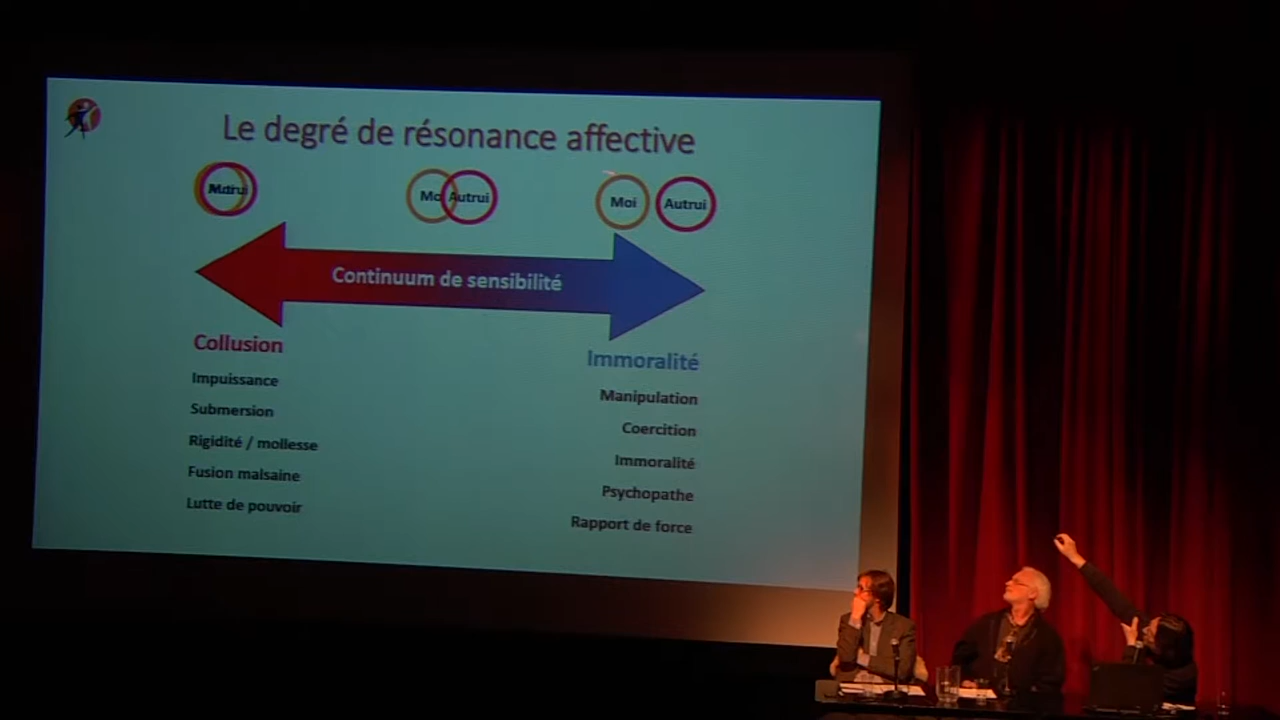 Le degré de résonance affective
Autrui
Moi
Autrui
Continuum de sensibilité
Collusion
Impuissance
Submersion
Rigidité / mollesse
Fusion malsaine
Lutte de pouvoir
Immoralité
Manipulation
Coercition
Immoralité
Psychopathe
Rapport de force